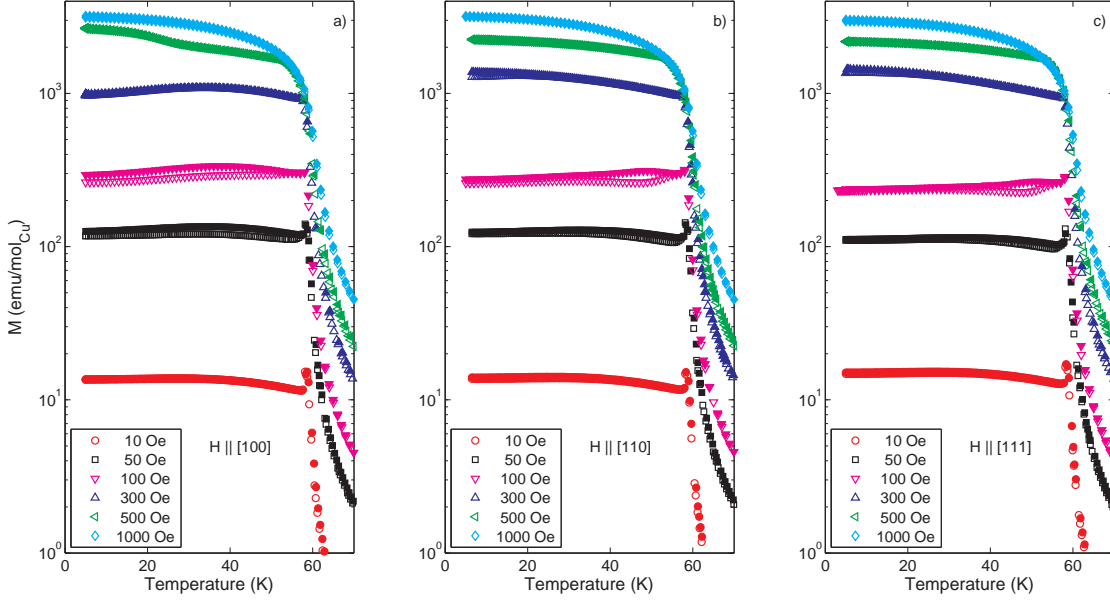 a)
M (emu/mol_Cu)
10^3
10^2
10^1
10^0
H || [100]
10 Oe
50 Oe
100 Oe
300 Oe
500 Oe
1000 Oe
0 20 40 60
Temperature (K)
b)
10^3
10^2
10^1
10^0
H || [110]
10 Oe
50 Oe
100 Oe
300 Oe
500 Oe
1000 Oe
0 20 40 60
Temperature (K)
c)
10^3
10^2
10^1
10^0
H || [111]
10 Oe
50 Oe
100 Oe
300 Oe
500 Oe
1000 Oe
0 20 40 60
Temperature (K)